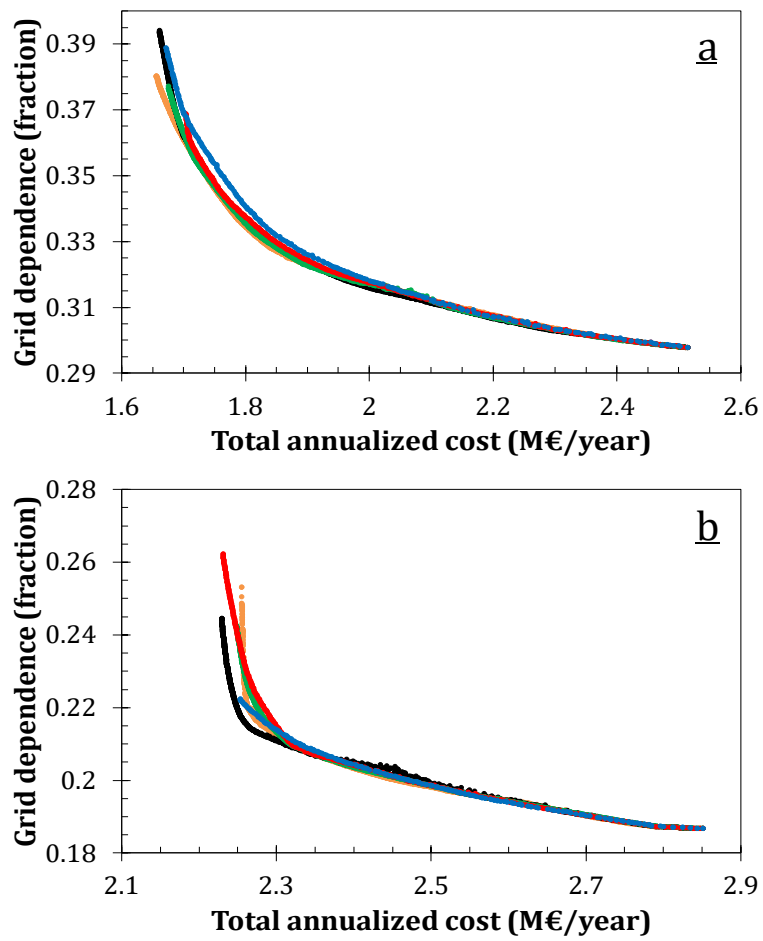 a
0.39
0.37
0.35
0.33
0.31
0.29
Grid dependence (fraction)
1.6 1.8 2 2.2 2.4 2.6
Total annualized cost (M€/year)
b
0.28
0.26
0.24
0.22
0.2
0.18
Grid dependence (fraction)
2.1 2.3 2.5 2.7 2.9
Total annualized cost (M€/year)